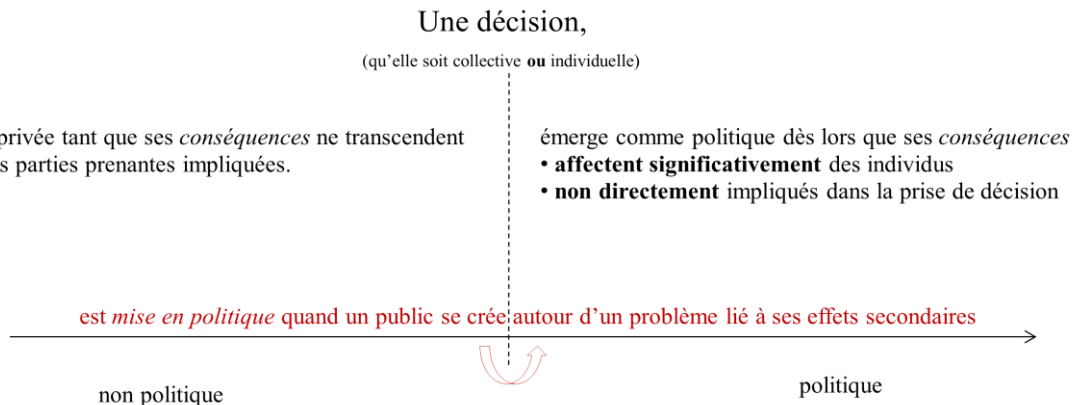 Une décision,
(qu’elle soit collective ou individuelle)
privée tant que ses conséquences ne transcendent
s parties prenantes impliquées.
émerge comme politique dès lors que ses conséquences
• affectent significativement des individus
• non directement impliqués dans la prise de décision
est mise en politique quand un public se crée autour d’un problème lié à ses effets secondaires
non politique
politique